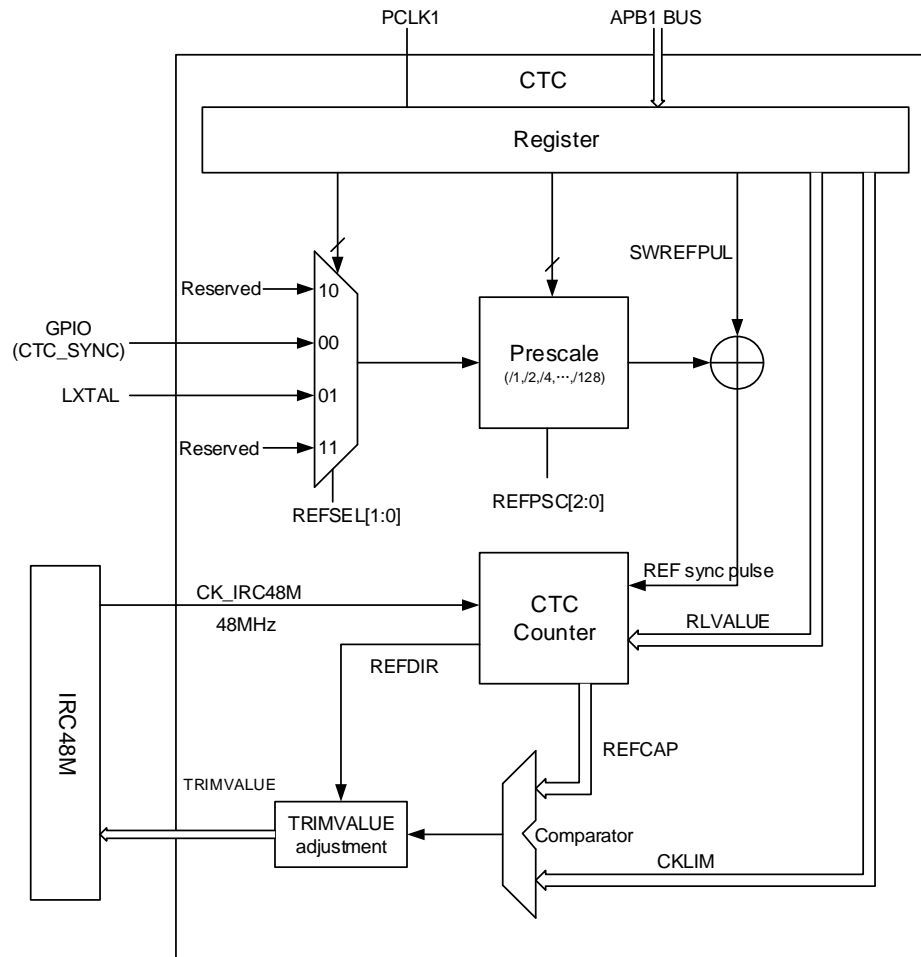 PCLK1
APB1 BUS
CTC
Register
SWREFPUL
Reserved
10
GPIO
(CTC_SYNC)
00
Prescale
(/1,/2,/4,···,/128)
LXTAL
01
Reserved
11
REFSEL[1:0]
REFPSC[2:0]
REF sync pulse
CK_IRC48M
48MHz
CTC
Counter
RLVALUE
REFDIR
IRC48M
REFCAP
TRIMVALUE
TRIMVALUE
adjustment
Comparator
CKLIM